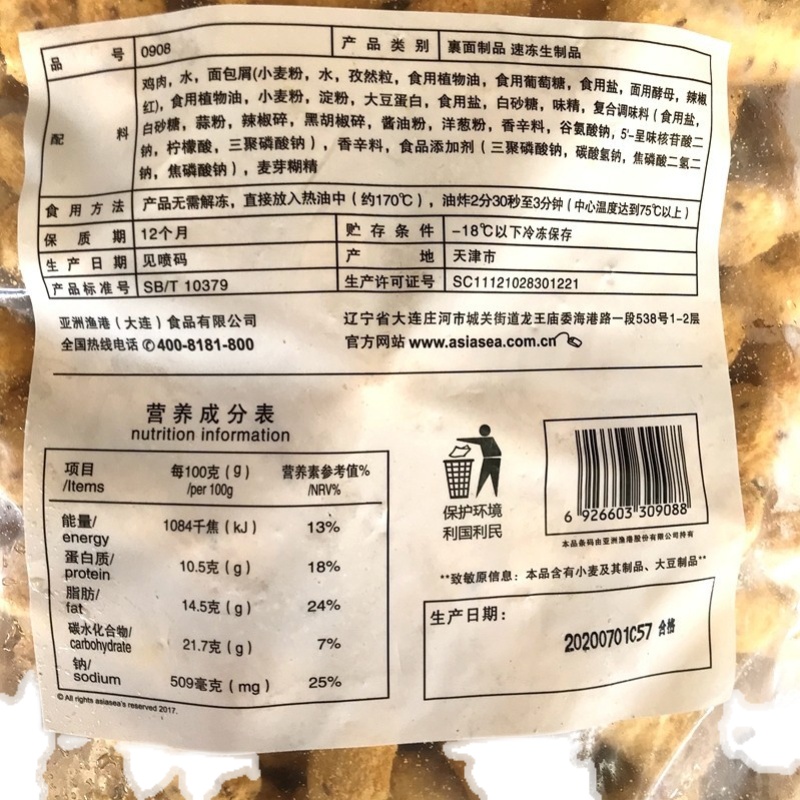 品号 0908 产品类别 裹面制品 速冻生制品
配料 鸡肉，水，面包屑(小麦粉，水，孜然粒，食用植物油，食用葡萄糖，食用盐，面用酵母，辣椒
红)，食用植物油，小麦粉，淀粉，大豆蛋白，食用盐，白砂糖，味精，复合调味料（食用盐，
白砂糖，蒜粉，辣椒碎，黑胡椒碎，酱油粉，洋葱粉，香辛料，谷氨酸钠，5'-呈味核苷酸二
钠，柠檬酸，三聚磷酸钠），香辛料，食品添加剂（三聚磷酸钠，碳酸氢钠，焦磷酸二氢二
钠，焦磷酸钠），麦芽糊精
食用方法 产品无需解冻，直接放入热油中（约170℃），油炸2分30秒至3分钟（中心温度达到75℃以上）
保质期 12个月 贮存条件 -18℃以下冷冻保存
生产日期 见喷码 产地 天津市
产品标准号 SB/T 10379 生产许可证号 SC11121028301221
亚洲渔港（大连）食品有限公司 辽宁省大连庄河市城关街道龙王庙委海港路一段538号1-2层
全国热线电话 ✆400-8181-800 官方网站 www.asiasea.com.cn
营养成分表
nutrition information
项目 每100克（g） 营养素参考值%
/Items /per 100g /NRV%
能量/ 1084千焦（kJ） 13%
energy
蛋白质/ 10.5克（g） 18%
protein
脂肪/ 14.5克（g） 24%
fat
碳水化合物/ 21.7克（g） 7%
carbohydrate
钠/ 509毫克（mg） 25%
sodium
© All rights asiasea's reserved 2017.
保护环境
利国利民
6 926603 309088
本品条码由亚洲渔港股份有限公司持有
**致敏原信息：本品含有小麦及其制品、大豆制品**
生产日期：
20200701C57 合格